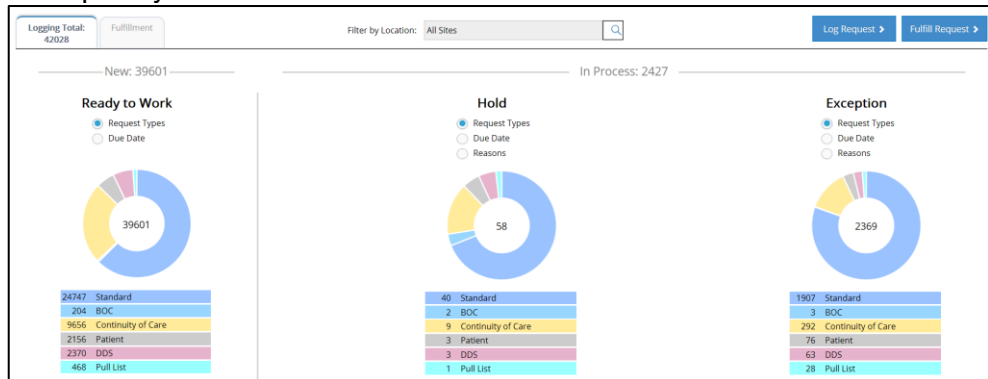 Logging Total:
42028
Fulfillment
Filter by Location: All Sites
Log Request >
Fulfill Request >
New: 39601
In Process: 2427
Ready to Work
Request Types
Due Date
39601
24747 Standard
204 BOC
9656 Continuity of Care
2156 Patient
2370 DDS
468 Pull List
Hold
Request Types
Due Date
Reasons
58
40 Standard
2 BOC
9 Continuity of Care
3 Patient
3 DDS
1 Pull List
Exception
Request Types
Due Date
Reasons
2369
1907 Standard
3 BOC
292 Continuity of Care
76 Patient
63 DDS
28 Pull List